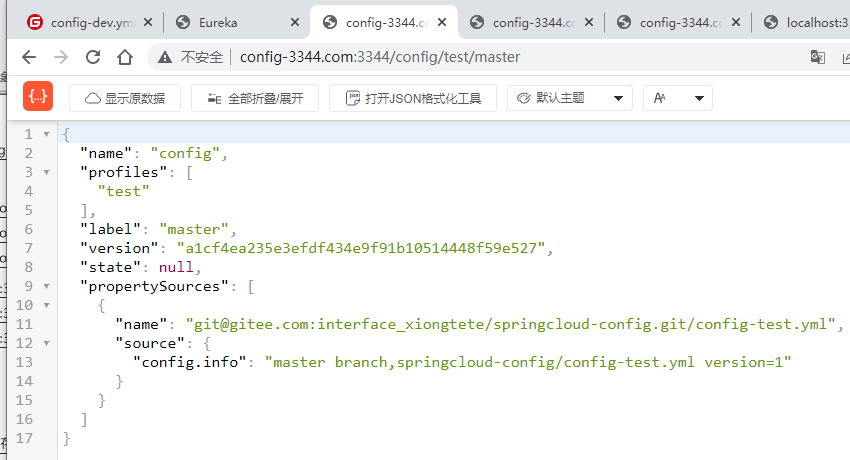 config-dev.yml
Eureka
config-3344.com
config-3344.co
config-3344.co
localhost:3
不安全
config-3344.com:3344/config/test/master
{...}
显示原数据
全部折叠/展开
打开JSON格式化工具
默认主题
1 {
2 "name": "config",
3 "profiles": [
4 "test"
5 ],
6 "label": "master",
7 "version": "a1cf4ea235e3efdf434e9f91b10514448f59e527",
8 "state": null,
9 "propertySources": [
10 {
11 "name": "git@gitee.com:interface_xiongtete/springcloud-config.git/config-test.yml",
12 "source": {
13 "config.info": "master branch,springcloud-config/config-test.yml version=1"
14 }
15 }
16 ]
17 }